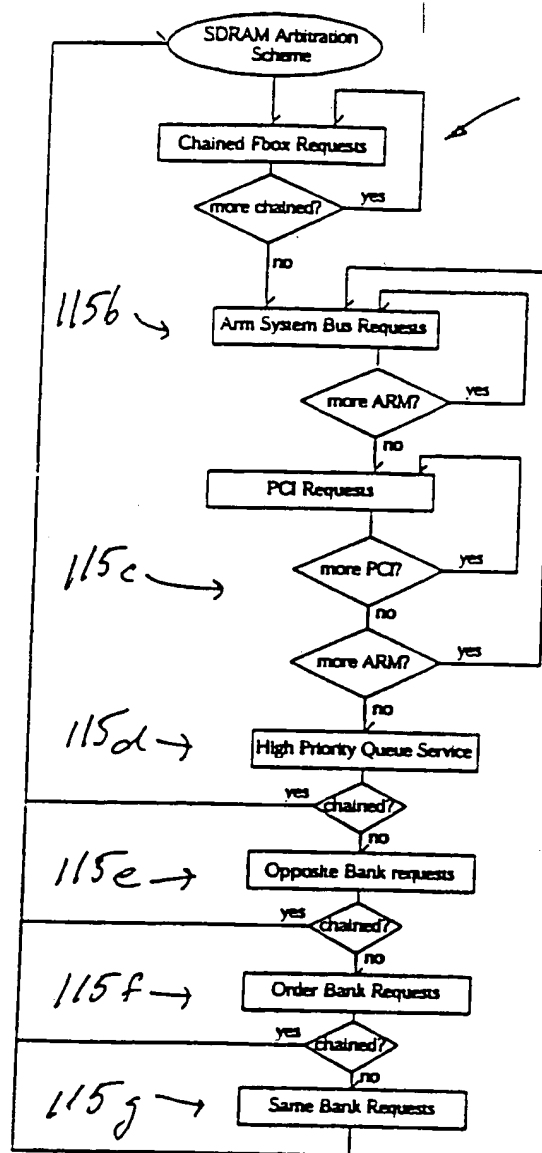 SDRAM Arbitration
Scheme
Chained Fbox Requests
more chained?
yes
no
115b
Arm System Bus Requests
more ARM?
yes
no
PCI Requests
115c
more PCI?
yes
no
more ARM?
yes
no
115d
High Priority Queue Service
yes
chained?
no
115e
Opposite Bank requests
yes
chained?
no
115f
Order Bank Requests
yes
chained?
no
115g
Same Bank Requests